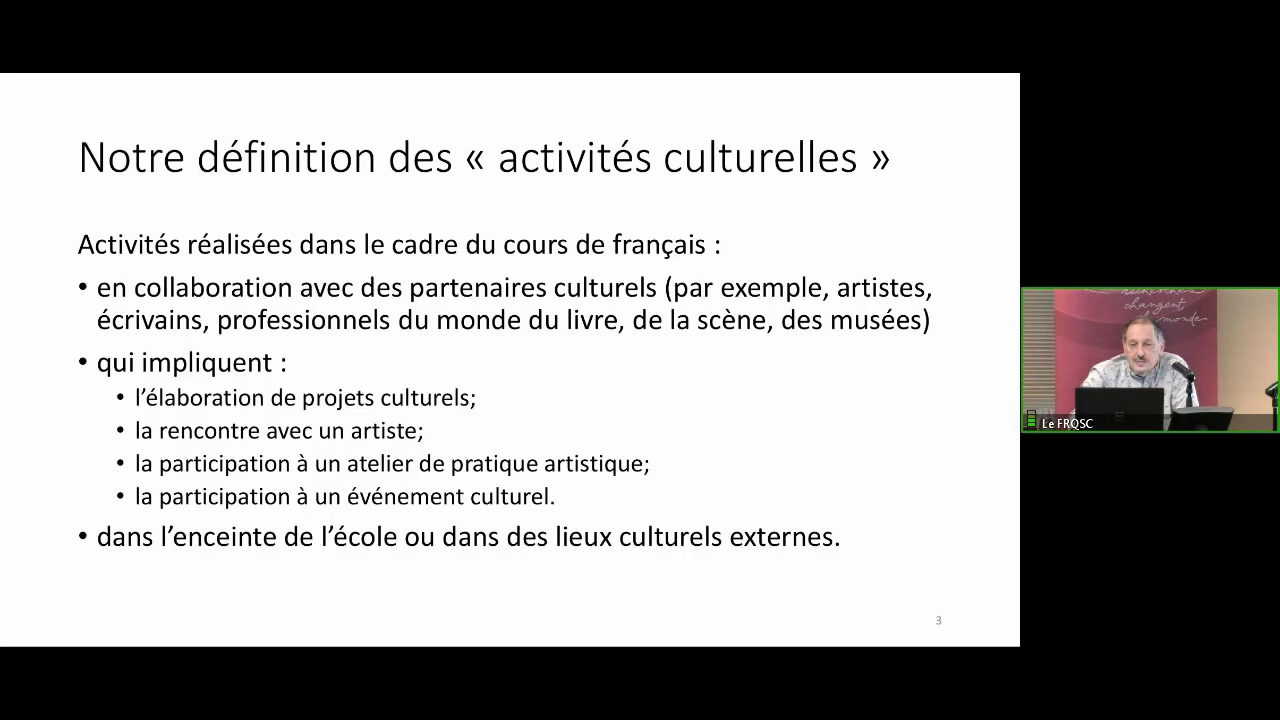 Notre définition des « activités culturelles »
Activités réalisées dans le cadre du cours de français :
• en collaboration avec des partenaires culturels (par exemple, artistes,
écrivains, professionnels du monde du livre, de la scène, des musées)
• qui impliquent :
• l’élaboration de projets culturels;
• la rencontre avec un artiste;
• la participation à un atelier de pratique artistique;
• la participation à un événement culturel.
• dans l’enceinte de l’école ou dans des lieux culturels externes.
3
changent
monde
Le FRQSC